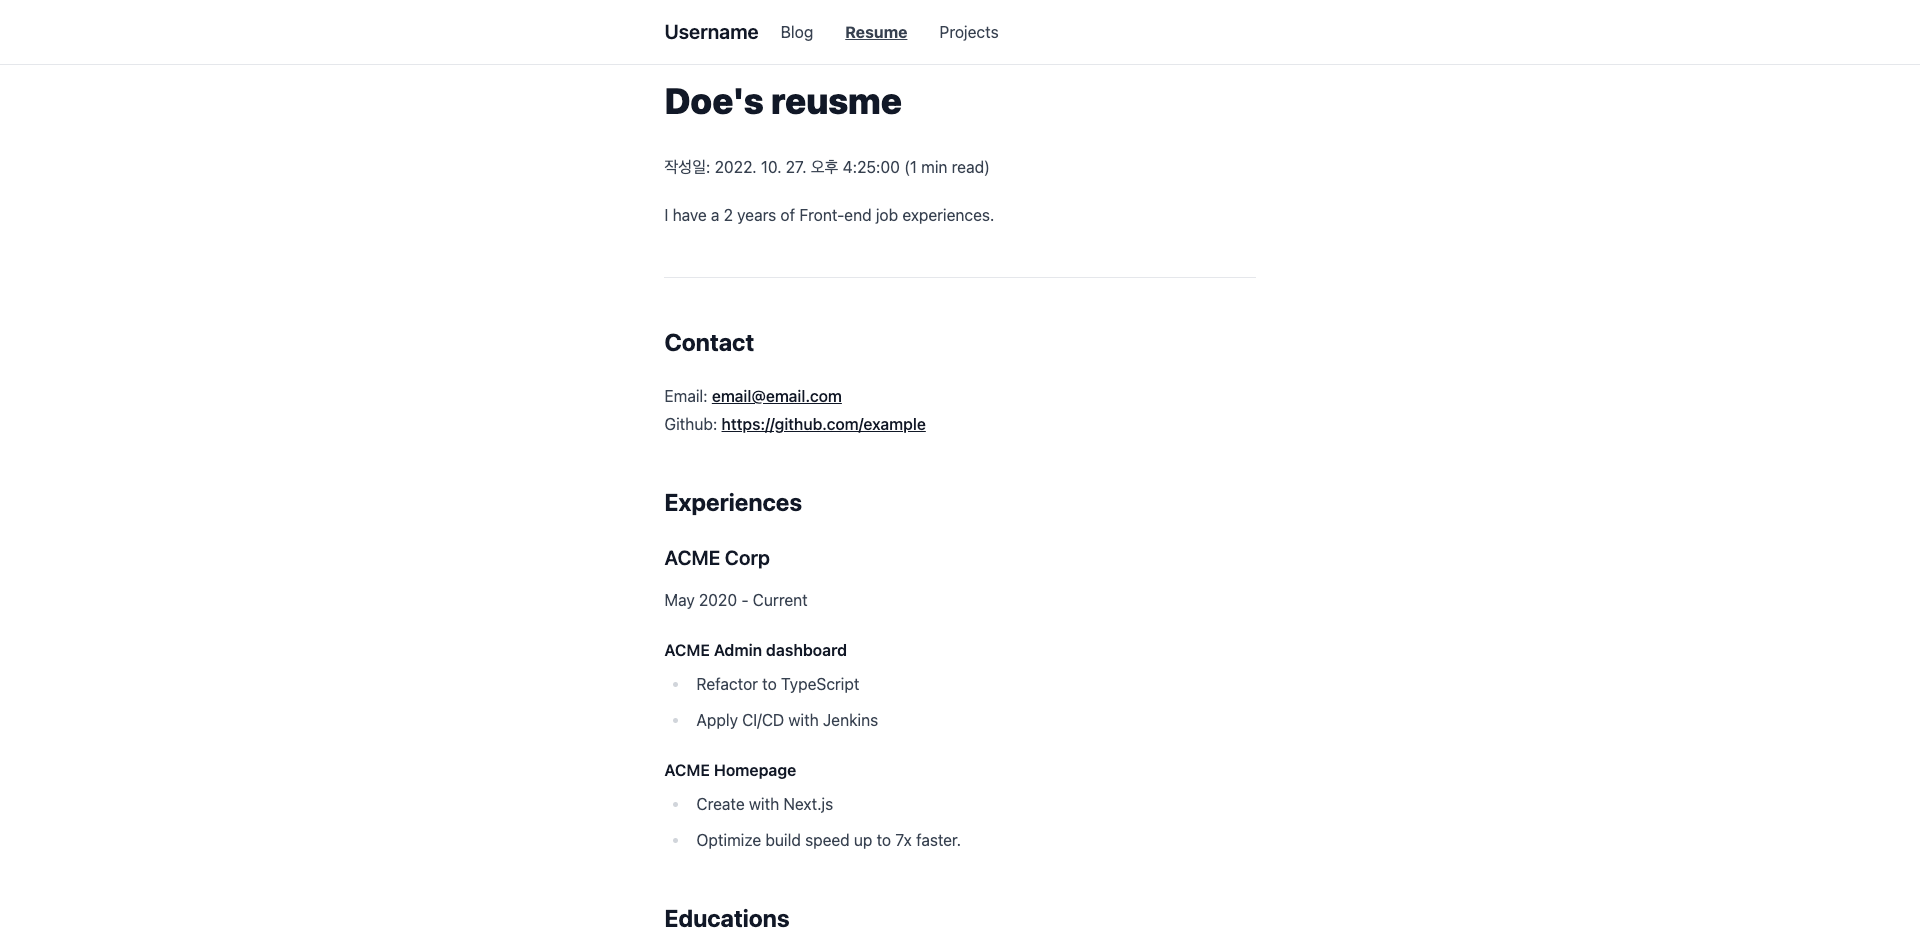 Username Blog Resume Projects
Doe's reusme
작성일: 2022. 10. 27. 오후 4:25:00 (1 min read)
I have a 2 years of Front-end job experiences.
Contact
Email: email@email.com
Github: https://github.com/example
Experiences
ACME Corp
May 2020 - Current
ACME Admin dashboard
Refactor to TypeScript
Apply CI/CD with Jenkins
ACME Homepage
Create with Next.js
Optimize build speed up to 7x faster.
Educations